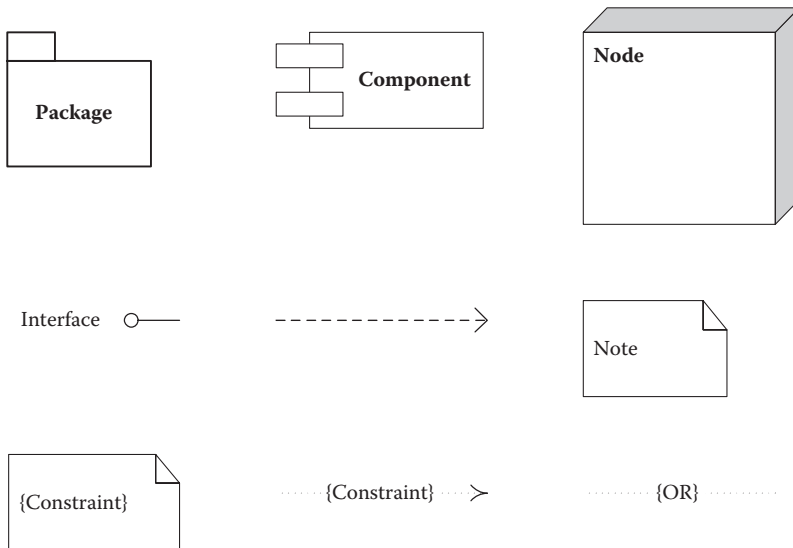 Package
Component
Node
Interface
Note
{Constraint}
{Constraint}
{OR}